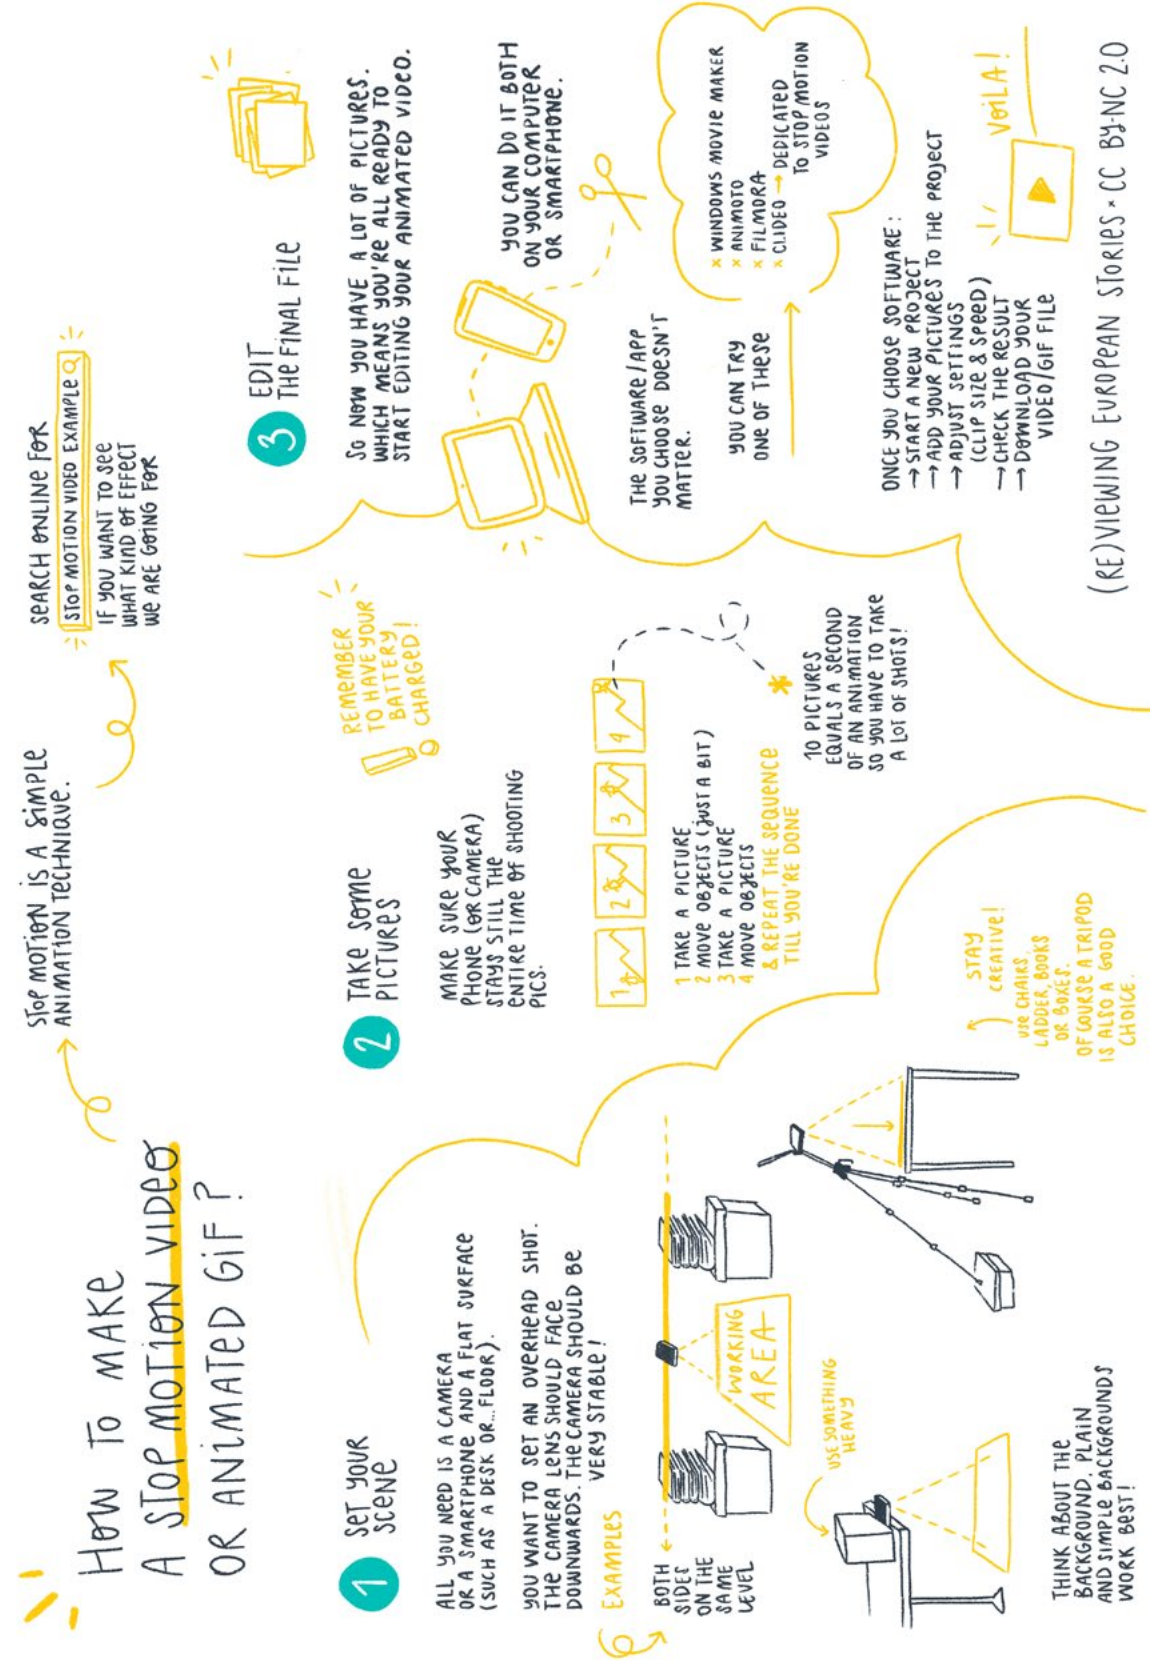 HOW TO MAKE
A STOP MOTION VIDEO
OR ANIMATED GIF?
STOP MOTION IS A SIMPLE
ANIMATION TECHNIQUE.
SEARCH ONLINE FOR
STOP MOTION VIDEO EXAMPLE
IF YOU WANT TO SEE
WHAT KIND OF EFFECT
WE ARE GOING FOR
1 SET YOUR
SCENE
ALL YOU NEED IS A CAMERA
OR A SMARTPHONE AND A FLAT SURFACE
(SUCH AS A DESK OR...FLOOR).
YOU WANT TO SET AN OVERHEAD SHOT.
THE CAMERA LENS SHOULD FACE
DOWNWARDS. THE CAMERA SHOULD BE
VERY STABLE!
EXAMPLES
BOTH
SIDES
ON THE
SAME
LEVEL
WORKING
AREA
USE SOMETHING
HEAVY
STAY
CREATIVE!
USE CHAIRS,
LADDER, BOOKS
OR BOXES.
OF COURSE A TRIPOD
IS ALSO A GOOD
CHOICE.
THINK ABOUT THE
BACKGROUND. PLAIN
AND SIMPLE BACKGROUNDS
WORK BEST!
2 TAKE SOME
PICTURES
REMEMBER
TO HAVE YOUR
BATTERY
CHARGED!
MAKE SURE YOUR
PHONE (OR CAMERA)
STAYS STILL THE
ENTIRE TIME OF SHOOTING
PICS.
1 2 3 4
1 TAKE A PICTURE
2 MOVE OBJECTS (JUST A BIT)
3 TAKE A PICTURE
4 MOVE OBJECTS
& REPEAT THE SEQUENCE
TILL YOU'RE DONE
*
10 PICTURES
EQUALS A SECOND
OF AN ANIMATION
SO YOU HAVE TO TAKE
A LOT OF SHOTS!
3 EDIT
THE FINAL FILE
SO NOW YOU HAVE A LOT OF PICTURES.
WHICH MEANS YOU'RE ALL READY TO
START EDITING YOUR ANIMATED VIDEO.
YOU CAN DO IT BOTH
ON YOUR COMPUTER
OR SMARTPHONE.
THE SOFTWARE/APP
YOU CHOOSE DOESN'T
MATTER.
YOU CAN TRY
ONE OF THESE
x WINDOWS MOVIE MAKER
x ANIMOTO
x FILMORA
x CLIDEO → DEDICATED
TO STOP MOTION
VIDEOS
ONCE YOU CHOOSE SOFTWARE:
→ START A NEW PROJECT
→ ADD YOUR PICTURES TO THE PROJECT
→ ADJUST SETTINGS
(CLIP SIZE & SPEED)
→ CHECK THE RESULT
→ DOWNLOAD YOUR
VIDEO/GIF FILE
VOILA!
(RE)VIEWING EUROPEAN STORIES × CC BY-NC 2.0